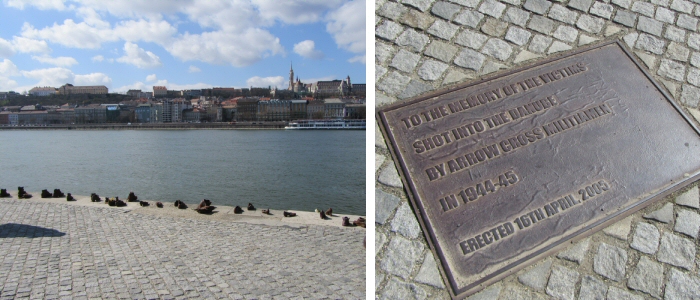 TO THE MEMORY OF THE VICTIMS
SHOT INTO THE DANUBE
BY ARROW CROSS MILITIAMEN
IN 1944-45
ERECTED 16TH APRIL, 2005